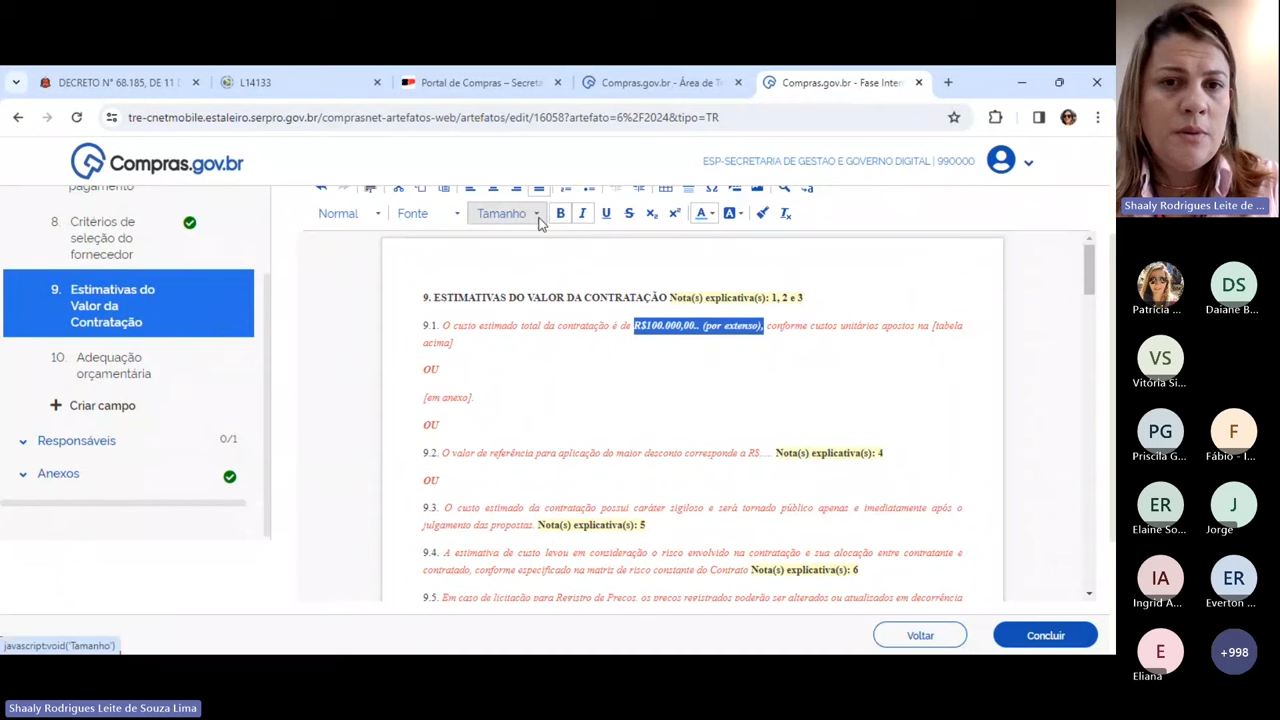 DECRETO N° 68.185, DE 11 D
L14133
Portal de Compras – Secreta
Compras.gov.br - Área de T
Compras.gov.br - Fase Inter
tre-cnetmobile.estaleiro.serpro.gov.br/comprasnet-artefatos-web/artefatos/edit/16058?artefato=6%2F2024&tipo=TR
Compras.gov.br
ESP-SECRETARIA DE GESTAO E GOVERNO DIGITAL | 990000
pagamento
8. Critérios de
seleção do
fornecedor
9. Estimativas do
Valor da
Contratação
10. Adequação
orçamentária
+ Criar campo
Responsáveis 0/1
Anexos
Normal Fonte Tamanho B I U S x₂ x² A A Tx
9. ESTIMATIVAS DO VALOR DA CONTRATAÇÃO Nota(s) explicativa(s): 1, 2 e 3
9.1. O custo estimado total da contratação é de R$100.000,00.. (por extenso), conforme custos unitários apostos na [tabela
acima]
OU
[em anexo].
OU
9.2. O valor de referência para aplicação do maior desconto corresponde a R$..... Nota(s) explicativa(s): 4
OU
9.3. O custo estimado da contratação possui caráter sigiloso e será tornado público apenas e imediatamente após o
julgamento das propostas. Nota(s) explicativa(s): 5
9.4. A estimativa de custo levou em consideração o risco envolvido na contratação e sua alocação entre contratante e
contratado, conforme especificado na matriz de risco constante do Contrato Nota(s) explicativa(s): 6
9.5. Em caso de licitação para Registro de Preços, os preços registrados poderão ser alterados ou atualizados em decorrência
Voltar
Concluir
javascript:void('Tamanho')
Shaaly Rodrigues Leite de Souza Lima
Shaaly Rodrigues Leite de ...
Patrícia ...
DS
Daiane B...
VS
Vitória Si...
PG
Priscila G...
F
Fábio - I...
ER
Elaine So...
J
Jorge
IA
Ingrid A...
ER
Everton ...
E
Eliana
+998